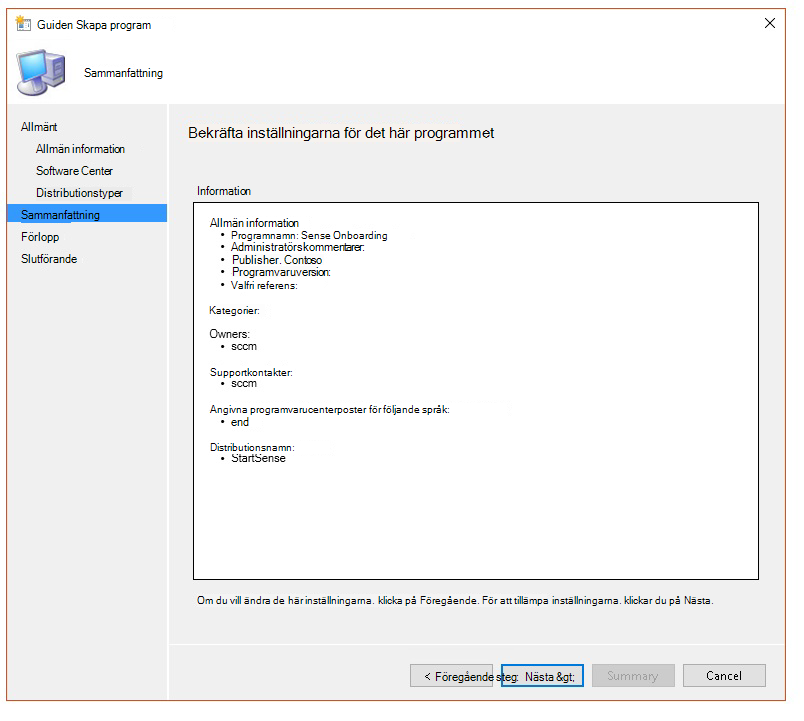 Guiden Skapa program
Sammanfattning
Allmänt
Allmän information
Software Center
Distributionstyper
Sammanfattning
Förlopp
Slutförande
Bekräfta inställningarna för det här programmet
Information
Allmän information
• Programnamn: Sense Onboarding
• Administratörskommentarer:
• Publisher. Contoso
• Programvaruversion:
• Valfri referens:
Kategorier:
Owners:
• sccm
Supportkontakter:
• sccm
Angivna programvarucenterposter för följande språk:
• end
Distributionsnamn:
• StartSense
Om du vill ändra de här inställningarna. klicka på Föregående. För att tillämpa inställningarna. klickar du på Nästa.
< Föregående steg: Nästa &gt; Summary Cancel